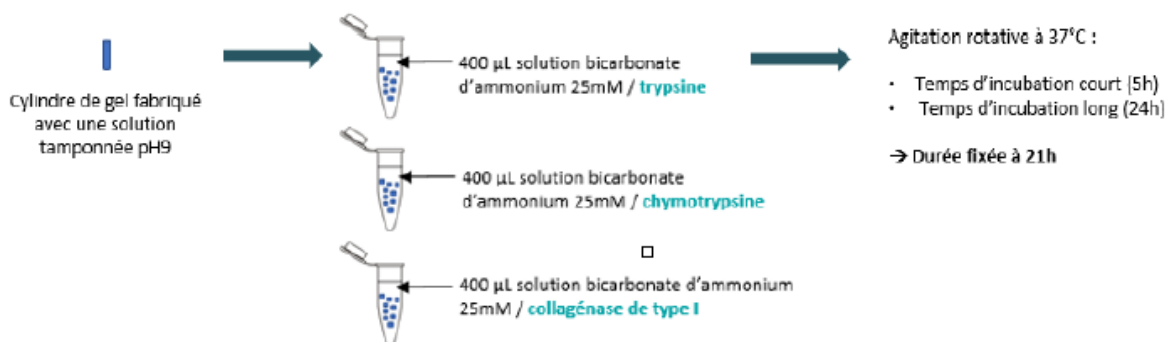 Cylindre de gel fabriqué
avec une solution
tamponnée pH9
400 µL solution bicarbonate
d'ammonium 25mM / trypsine
400 µL solution bicarbonate
d'ammonium 25mM / chymotrypsine
400 µL solution bicarbonate d'ammonium
25mM / collagénase de type I
Agitation rotative à 37°C :
• Temps d'incubation court (5h)
• Temps d'incubation long (24h)
→ Durée fixée à 21h